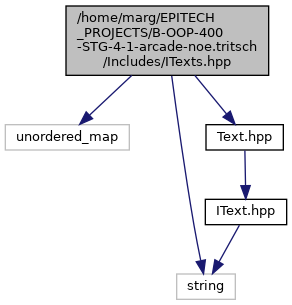 /home/marg/EPITECH
_PROJECTS/B-OOP-400
-STG-4-1-arcade-noe.tritsch
/Includes/ITexts.hpp
unordered_map
Text.hpp
IText.hpp
string